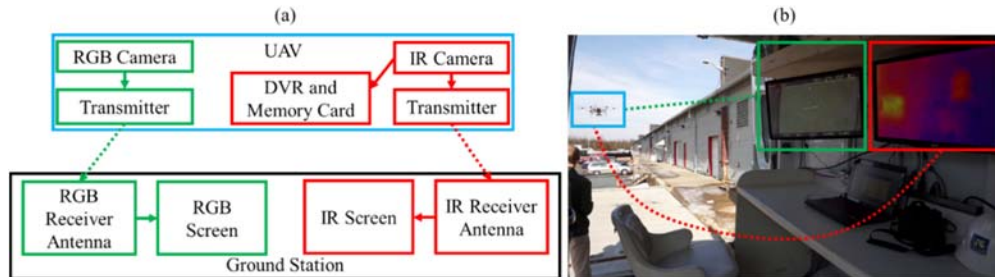 (a)
(b)
RGB Camera
UAV
IR Camera
Transmitter
DVR and
Memory Card
Transmitter
RGB
Receiver
Antenna
RGB
Screen
IR Screen
IR Receiver
Antenna
Ground Station